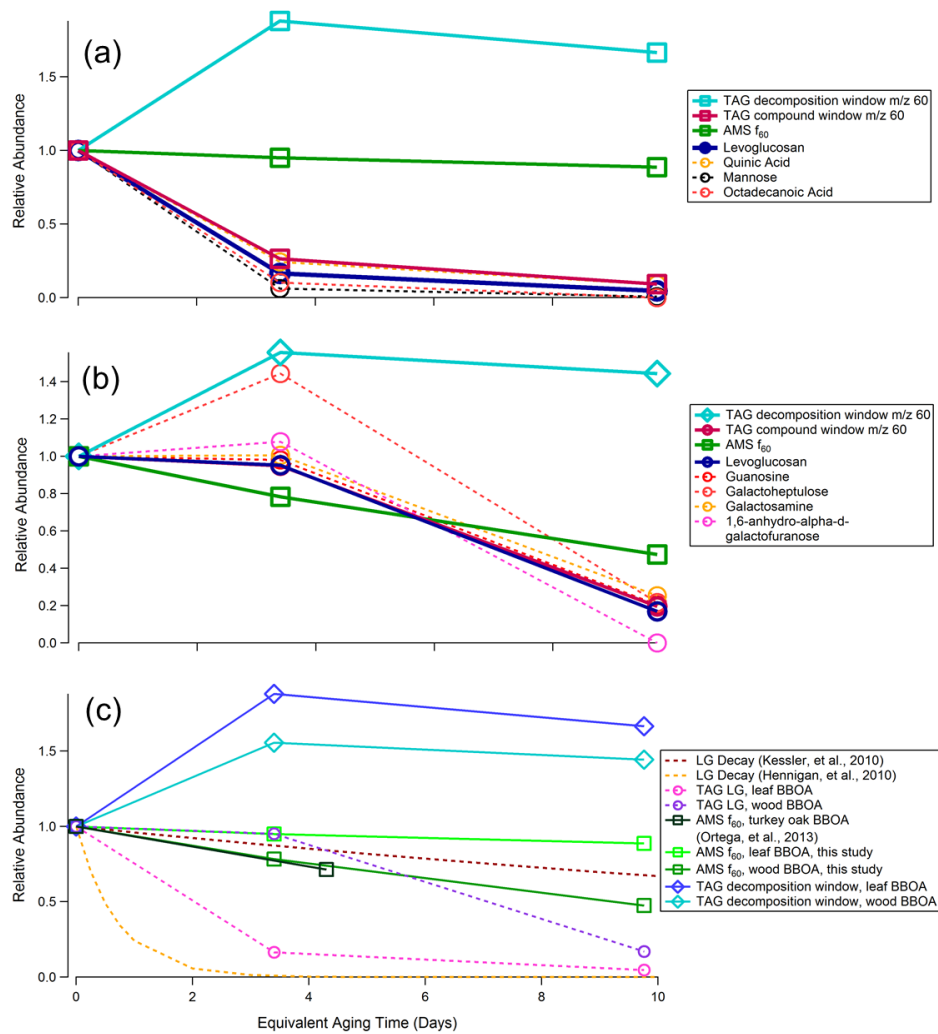 (a)
Relative Abundance
1.5
1.0
0.5
0.0
TAG decomposition window m/z 60
TAG compound window m/z 60
AMS f60
Levoglucosan
Quinic Acid
Mannose
Octadecanoic Acid
(b)
Relative Abundance
1.4
1.2
1.0
0.8
0.6
0.4
0.2
0.0
TAG decomposition window m/z 60
TAG compound window m/z 60
AMS f60
Levoglucosan
Guanosine
Galactoheptulose
Galactosamine
1,6-anhydro-alpha-d-
galactofuranose
(c)
Relative Abundance
1.5
1.0
0.5
0.0
0
2
4
6
8
10
Equivalent Aging Time (Days)
LG Decay (Kessler, et al., 2010)
LG Decay (Hennigan, et al., 2010)
TAG LG, leaf BBOA
TAG LG, wood BBOA
AMS f60, turkey oak BBOA
(Ortega, et al., 2013)
AMS f60, leaf BBOA, this study
AMS f60, wood BBOA, this study
TAG decomposition window, leaf BBOA
TAG decomposition window, wood BBOA